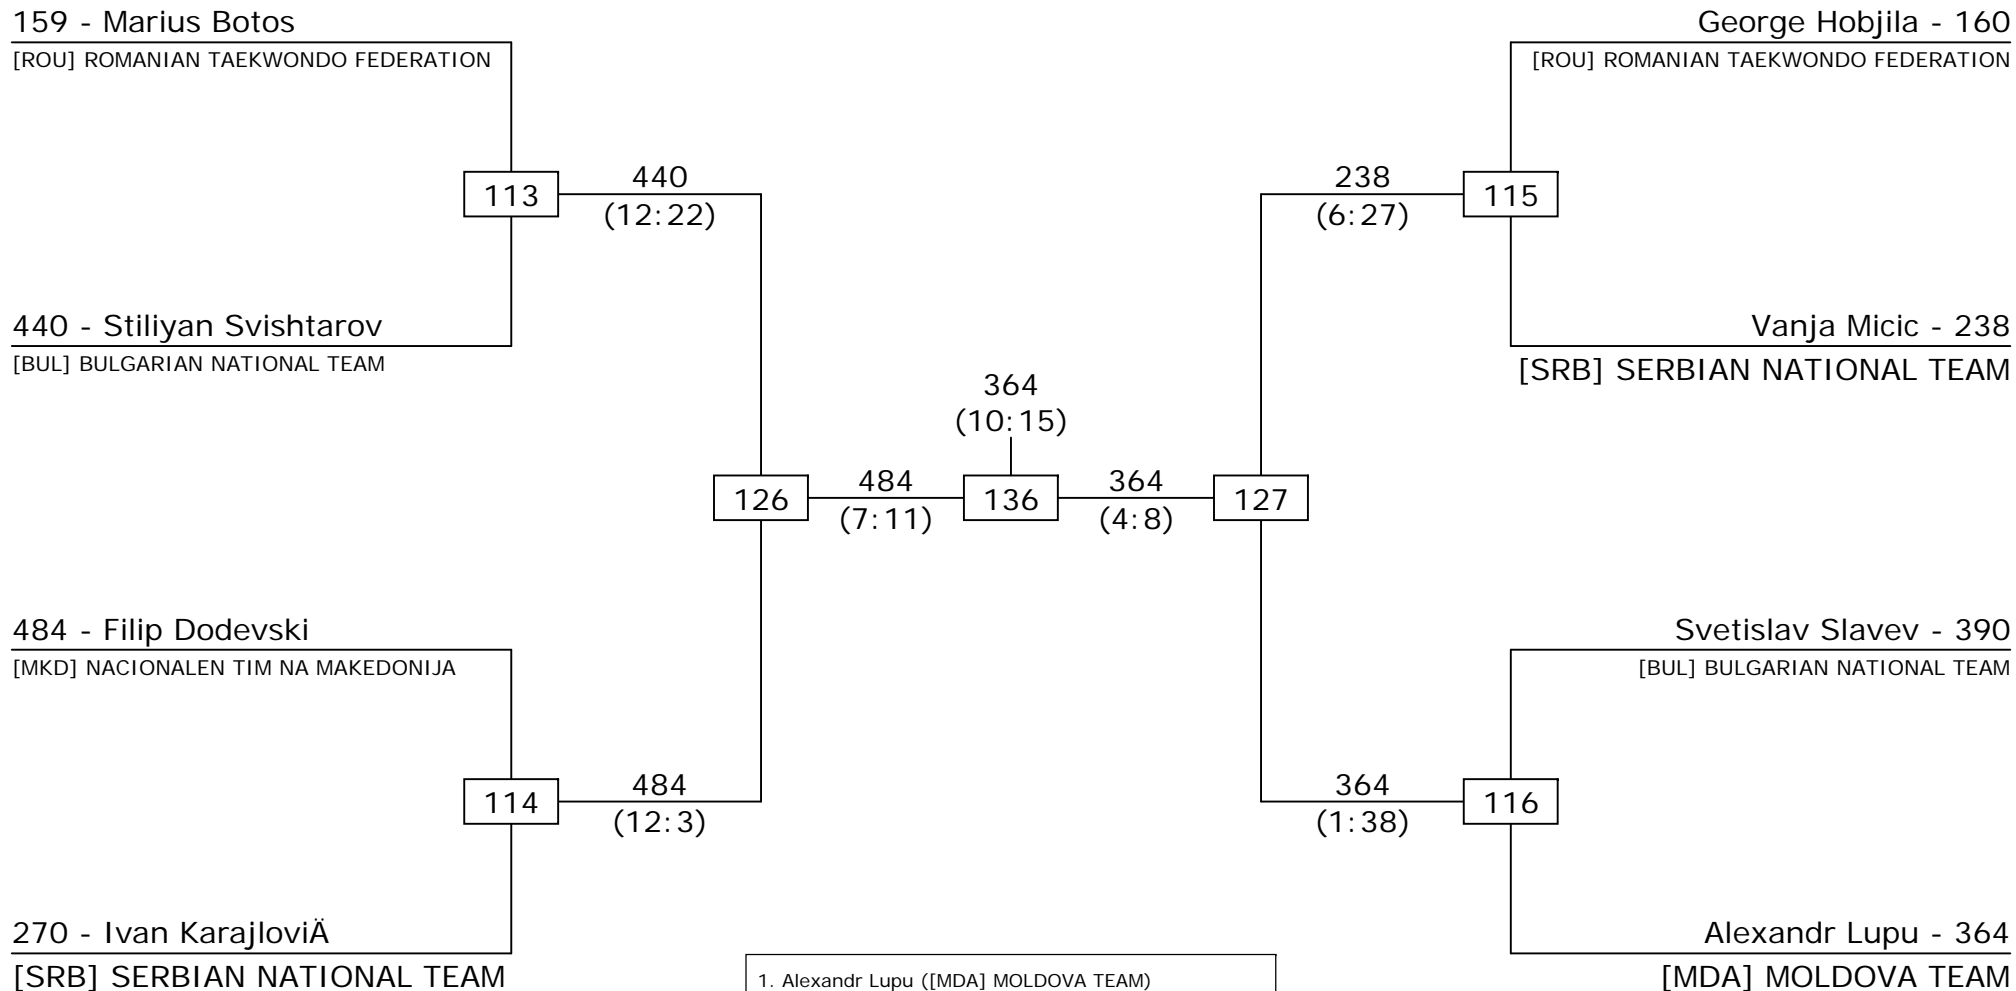 159 - Marius Botos
[ROU] ROMANIAN TAEKWONDO FEDERATION
George Hobjila - 160
[ROU] ROMANIAN TAEKWONDO FEDERATION
113
440
(12:22)
238
(6:27)
115
440 - Stiliyan Svishtarov
[BUL] BULGARIAN NATIONAL TEAM
Vanja Micic - 238
[SRB] SERBIAN NATIONAL TEAM
364
(10:15)
126
484
(7:11)
136
364
(4:8)
127
484 - Filip Dodevski
[MKD] NACIONALEN TIM NA MAKEDONIJA
Svetislav Slavev - 390
[BUL] BULGARIAN NATIONAL TEAM
114
484
(12:3)
364
(1:38)
116
270 - Ivan KarajloviÄ
[SRB] SERBIAN NATIONAL TEAM
Alexandr Lupu - 364
[MDA] MOLDOVA TEAM
1. Alexandr Lupu ([MDA] MOLDOVA TEAM)